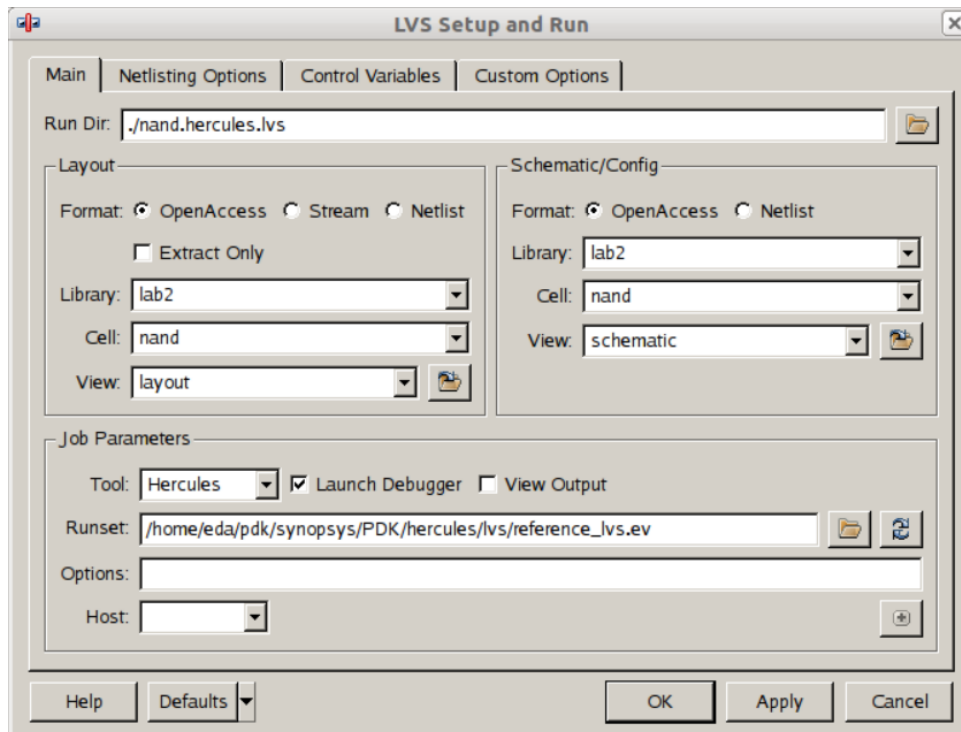 LVS Setup and Run
Main Netlisting Options Control Variables Custom Options
Run Dir: ./nand.hercules.lvs
Layout
Format: OpenAccess Stream Netlist
Extract Only
Library: lab2
Cell: nand
View: layout
Schematic/Config
Format: OpenAccess Netlist
Library: lab2
Cell: nand
View: schematic
Job Parameters
Tool: Hercules Launch Debugger View Output
Runset: /home/eda/pdk/synopsys/PDK/hercules/lvs/reference_lvs.ev
Options:
Host:
Help Defaults OK Apply Cancel